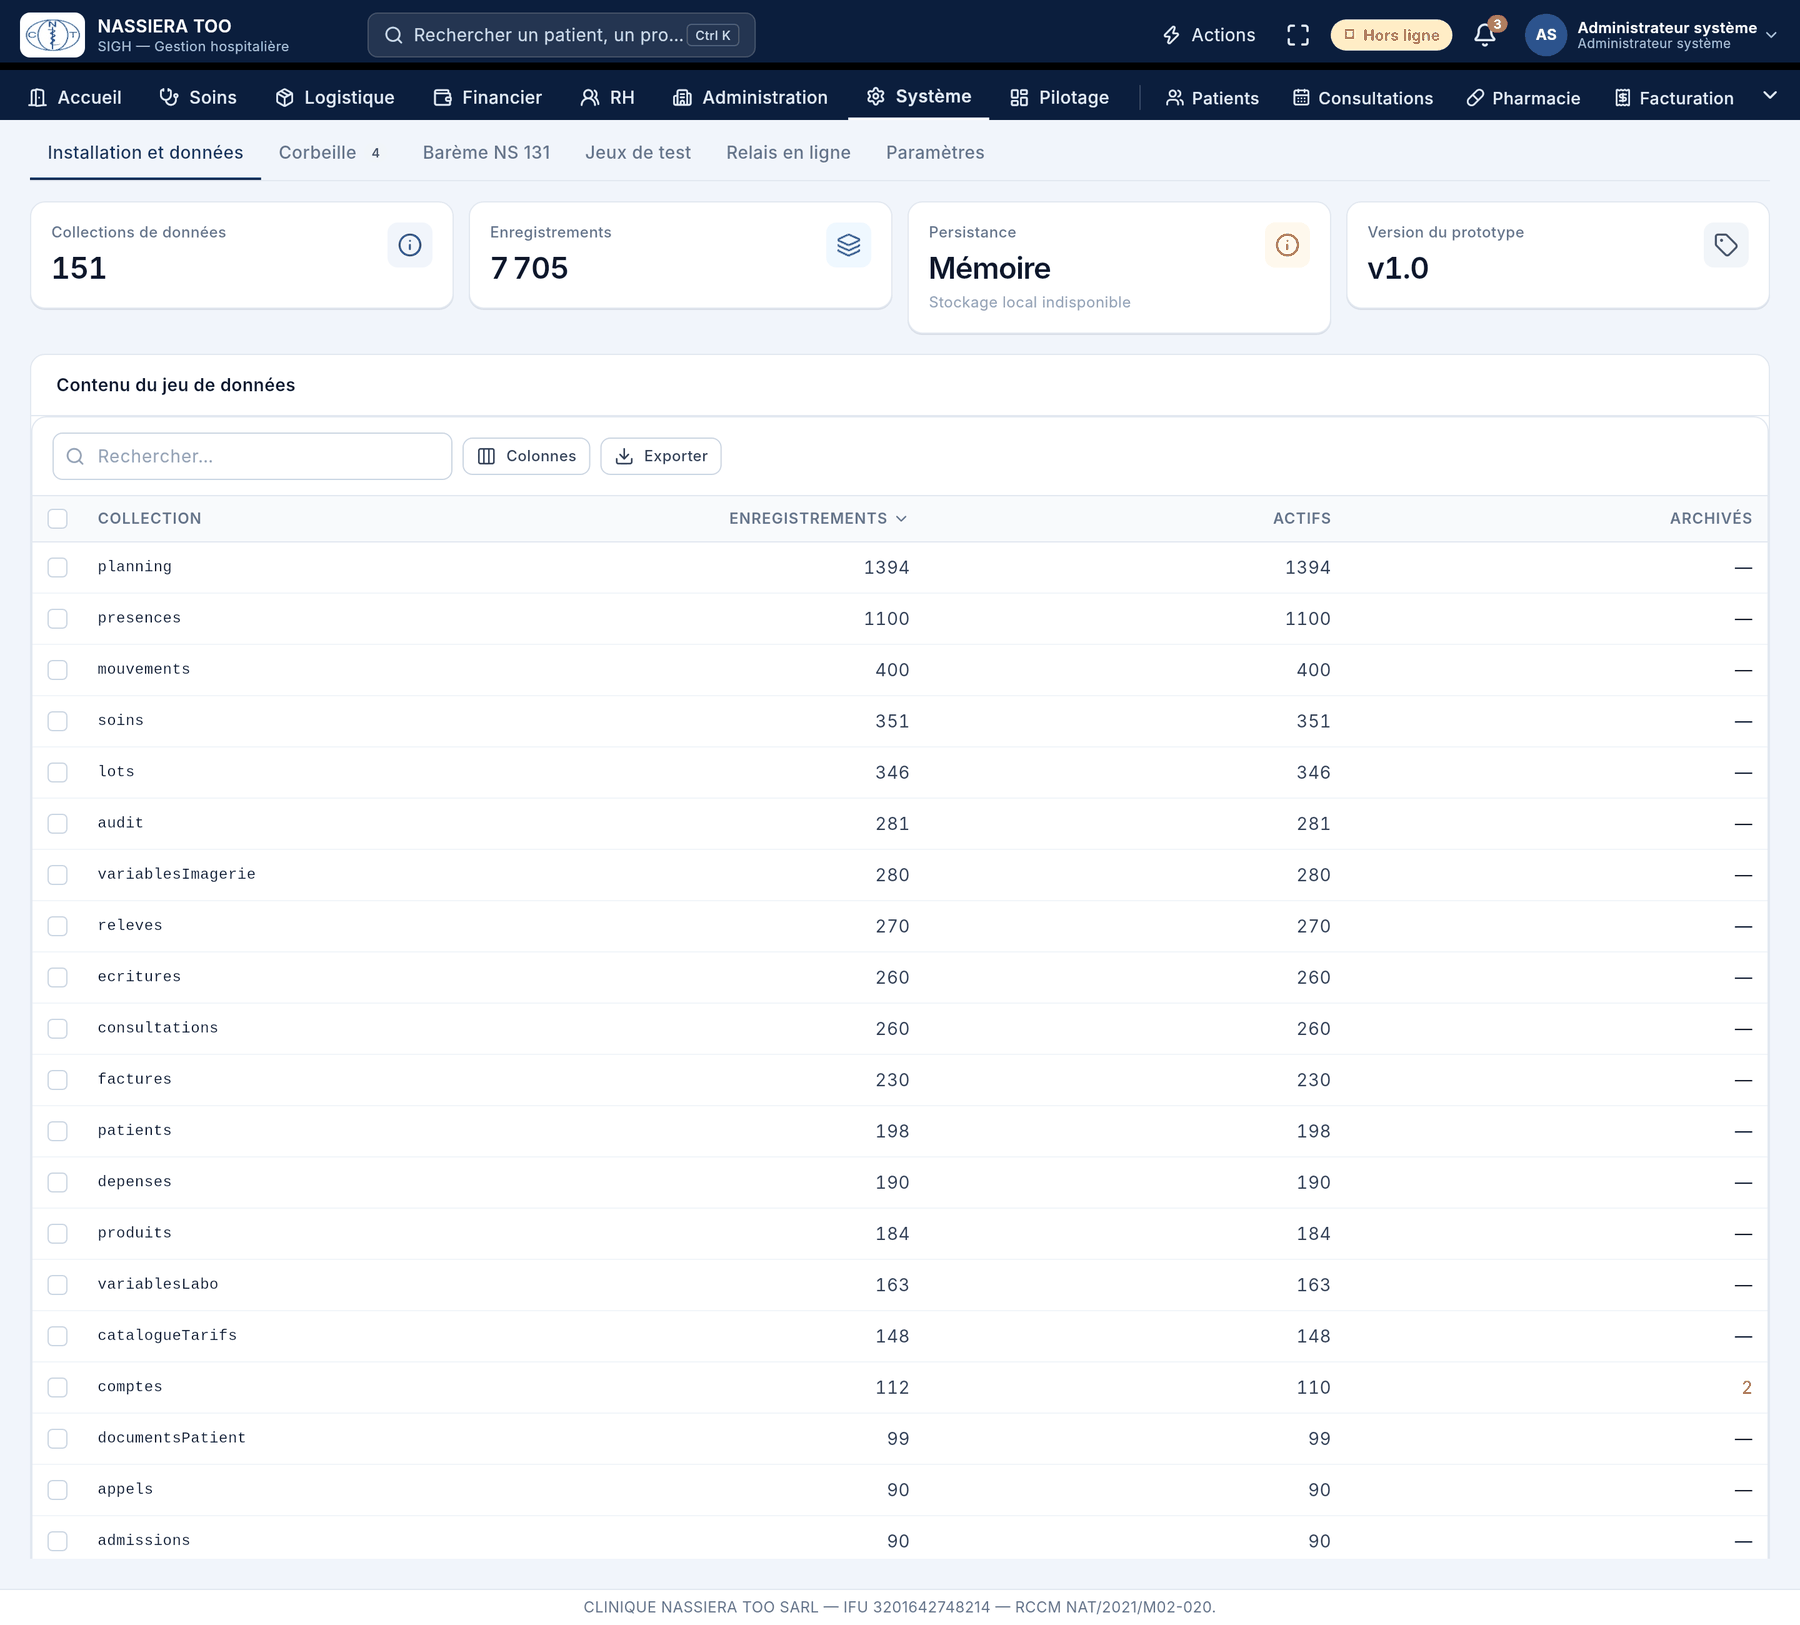 C N T
NASSIERA TOO
SIGH — Gestion hospitalière
Rechercher un patient, un pro... Ctrl K
Actions
Hors ligne
3
AS
Administrateur système
Administrateur système
Accueil Soins Logistique Financier RH Administration Système Pilotage Patients Consultations Pharmacie Facturation
Installation et données Corbeille 4 Barème NS 131 Jeux de test Relais en ligne Paramètres
Collections de données
151
Enregistrements
7 705
Persistance
Mémoire
Stockage local indisponible
Version du prototype
v1.0
Contenu du jeu de données
Rechercher... Colonnes Exporter
COLLECTION ENREGISTREMENTS ACTIFS ARCHIVÉS
planning 1394 1394 —
presences 1100 1100 —
mouvements 400 400 —
soins 351 351 —
lots 346 346 —
audit 281 281 —
variablesImagerie 280 280 —
releves 270 270 —
ecritures 260 260 —
consultations 260 260 —
factures 230 230 —
patients 198 198 —
depenses 190 190 —
produits 184 184 —
variablesLabo 163 163 —
catalogueTarifs 148 148 —
comptes 112 110 2
documentsPatient 99 99 —
appels 90 90 —
admissions 90 90 —
CLINIQUE NASSIERA TOO SARL — IFU 3201642748214 — RCCM NAT/2021/M02-020.